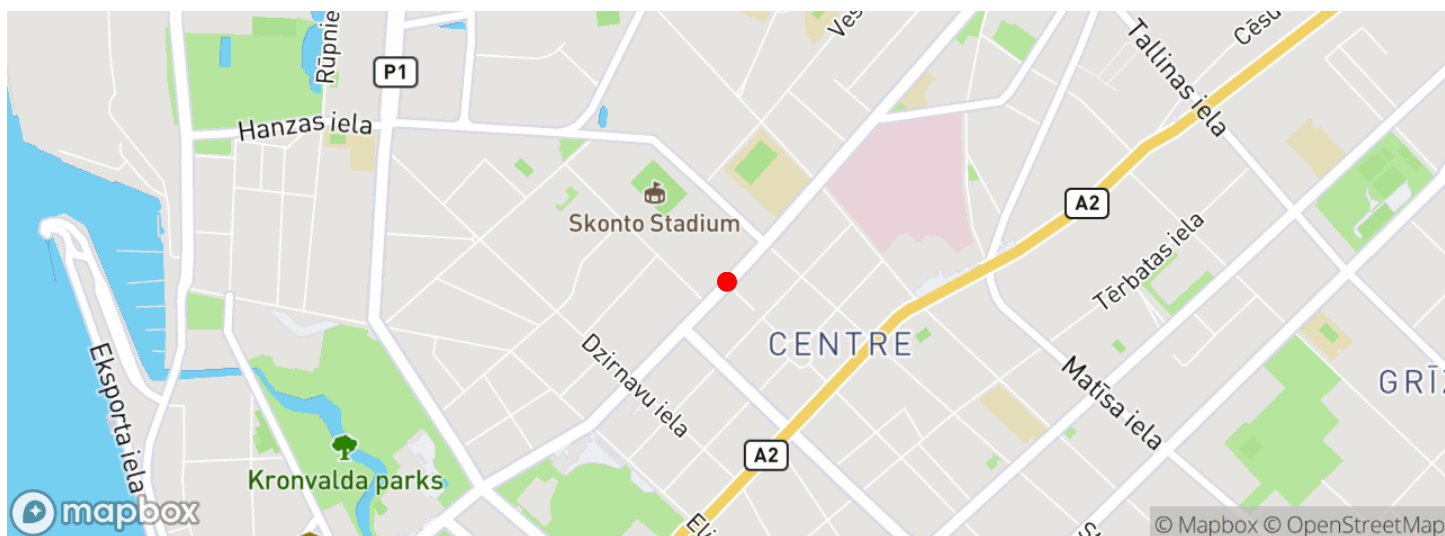 Rūpnie
Ves
Cēsu
P1
Tallinas iela
Hanzas iela
Skonto Stadium
A2
Tērbatas iela
CENTRE
Dzirnavu iela
Eksporta iela
Matīsa iela
GRĪZ
A2
Kronvalda parks
mapbox
© Mapbox © OpenStreetMap